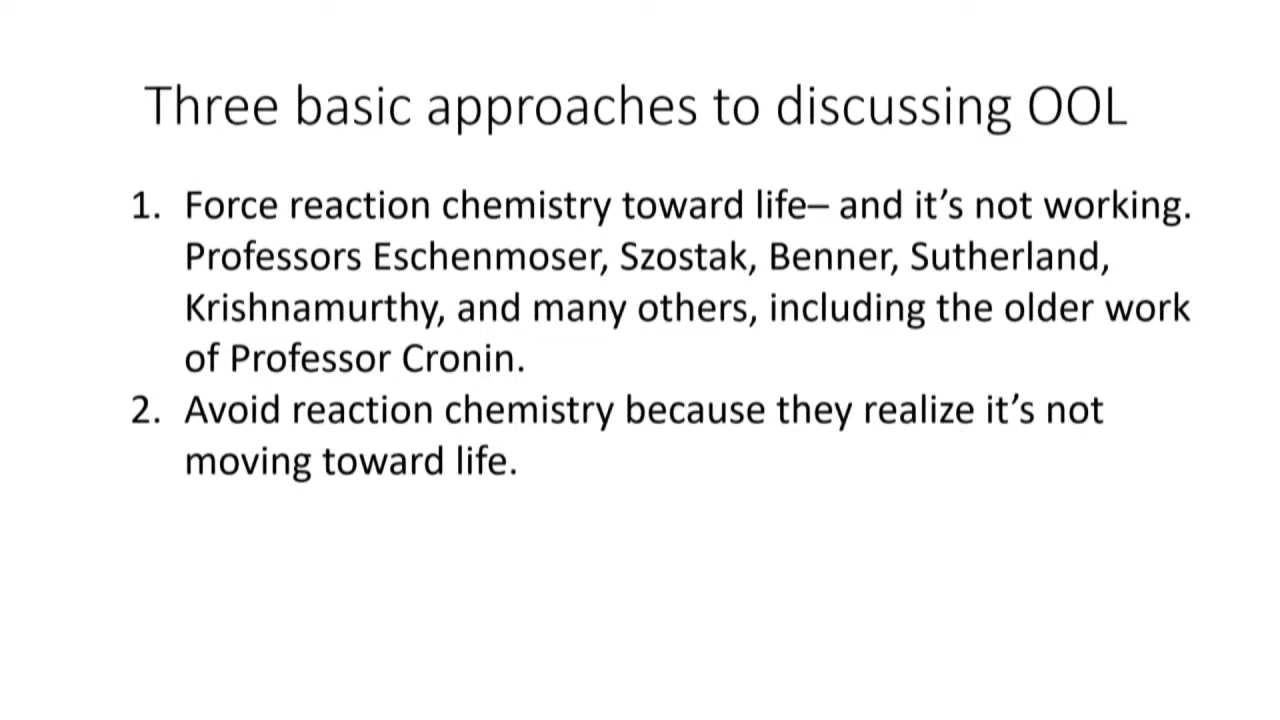 Three basic approaches to discussing OOL
1. Force reaction chemistry toward life– and it’s not working.
Professors Eschenmoser, Szostak, Benner, Sutherland,
Krishnamurthy, and many others, including the older work
of Professor Cronin.
2. Avoid reaction chemistry because they realize it’s not
moving toward life.